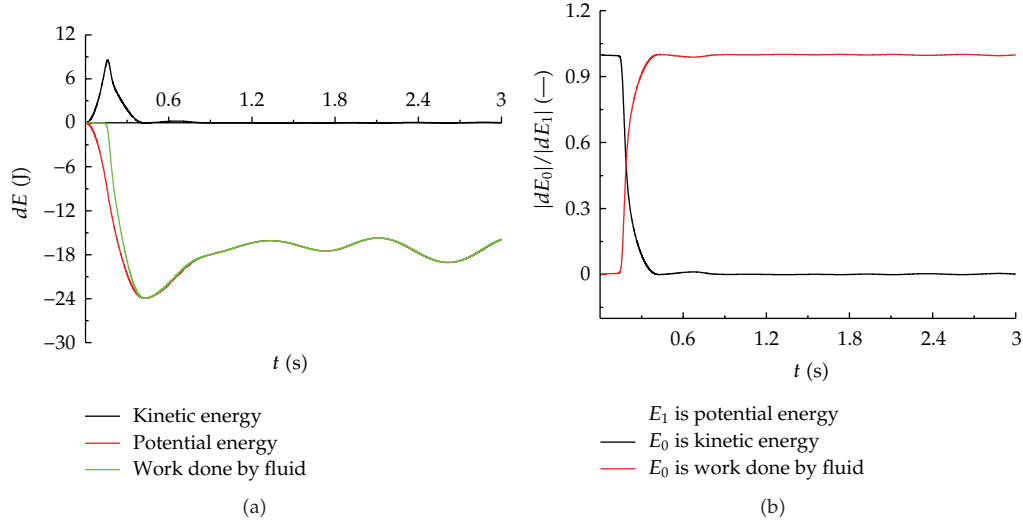 12
6
0
−6
−12
−18
−24
−30
dE (J)
0.6
1.2
1.8
2.4
3
t (s)
Kinetic energy
Potential energy
Work done by fluid
(a)
1.2
0.9
0.6
0.3
0
|dE₀|/|dE₁| (—)
0.6
1.2
1.8
2.4
3
t (s)
E₁ is potential energy
E₀ is kinetic energy
E₀ is work done by fluid
(b)